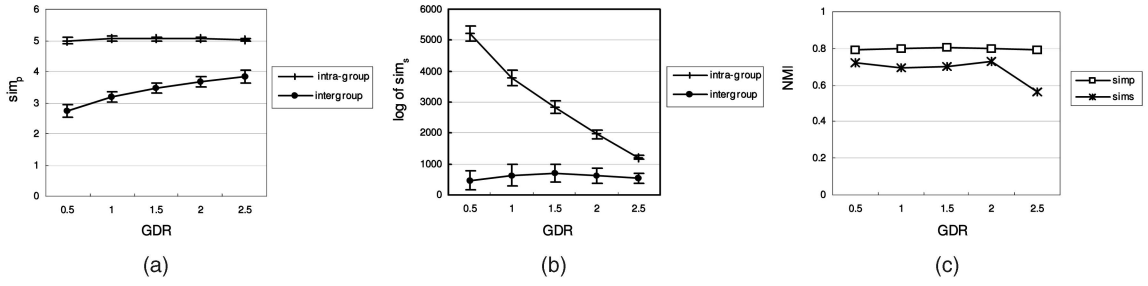 6
5
4
3
2
1
0
sim_p
0.5 1 1.5 2 2.5
GDR
intra-group
intergroup
(a)
6000
5000
4000
3000
2000
1000
0
log of sim_s
0.5 1 1.5 2 2.5
GDR
intra-group
intergroup
(b)
1
0.8
0.6
0.4
0.2
0
NMI
0.5 1 1.5 2 2.5
GDR
simp
sims
(c)